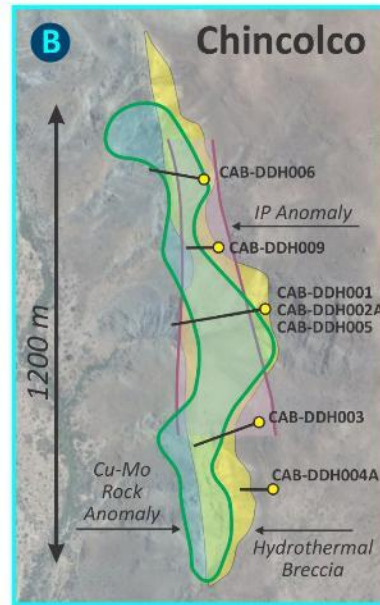 B
Chincolco
CAB-DDH006
IP Anomaly
CAB-DDH009
CAB-DDH001
CAB-DDH002A
CAB-DDH005
1200 m
CAB-DDH003
Cu-Mo
Rock
Anomaly
CAB-DDH004A
Hydrothermal
Breccia